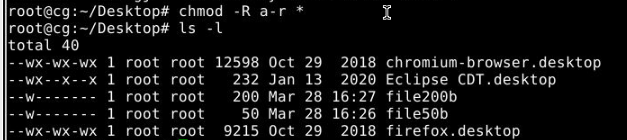 root@cg:~/Desktop# chmod -R a-r *
root@cg:~/Desktop# ls -l
total 40
--wx-wx-wx 1 root root 12598 Oct 29  2018 chromium-browser.desktop
--wx--x--x 1 root root   232 Jan 13  2020 Eclipse CDT.desktop
--w------- 1 root root   200 Mar 28 16:27 file200b
--w------- 1 root root    50 Mar 28 16:26 file50b
--wx-wx-wx 1 root root  9215 Oct 29  2018 firefox.desktop